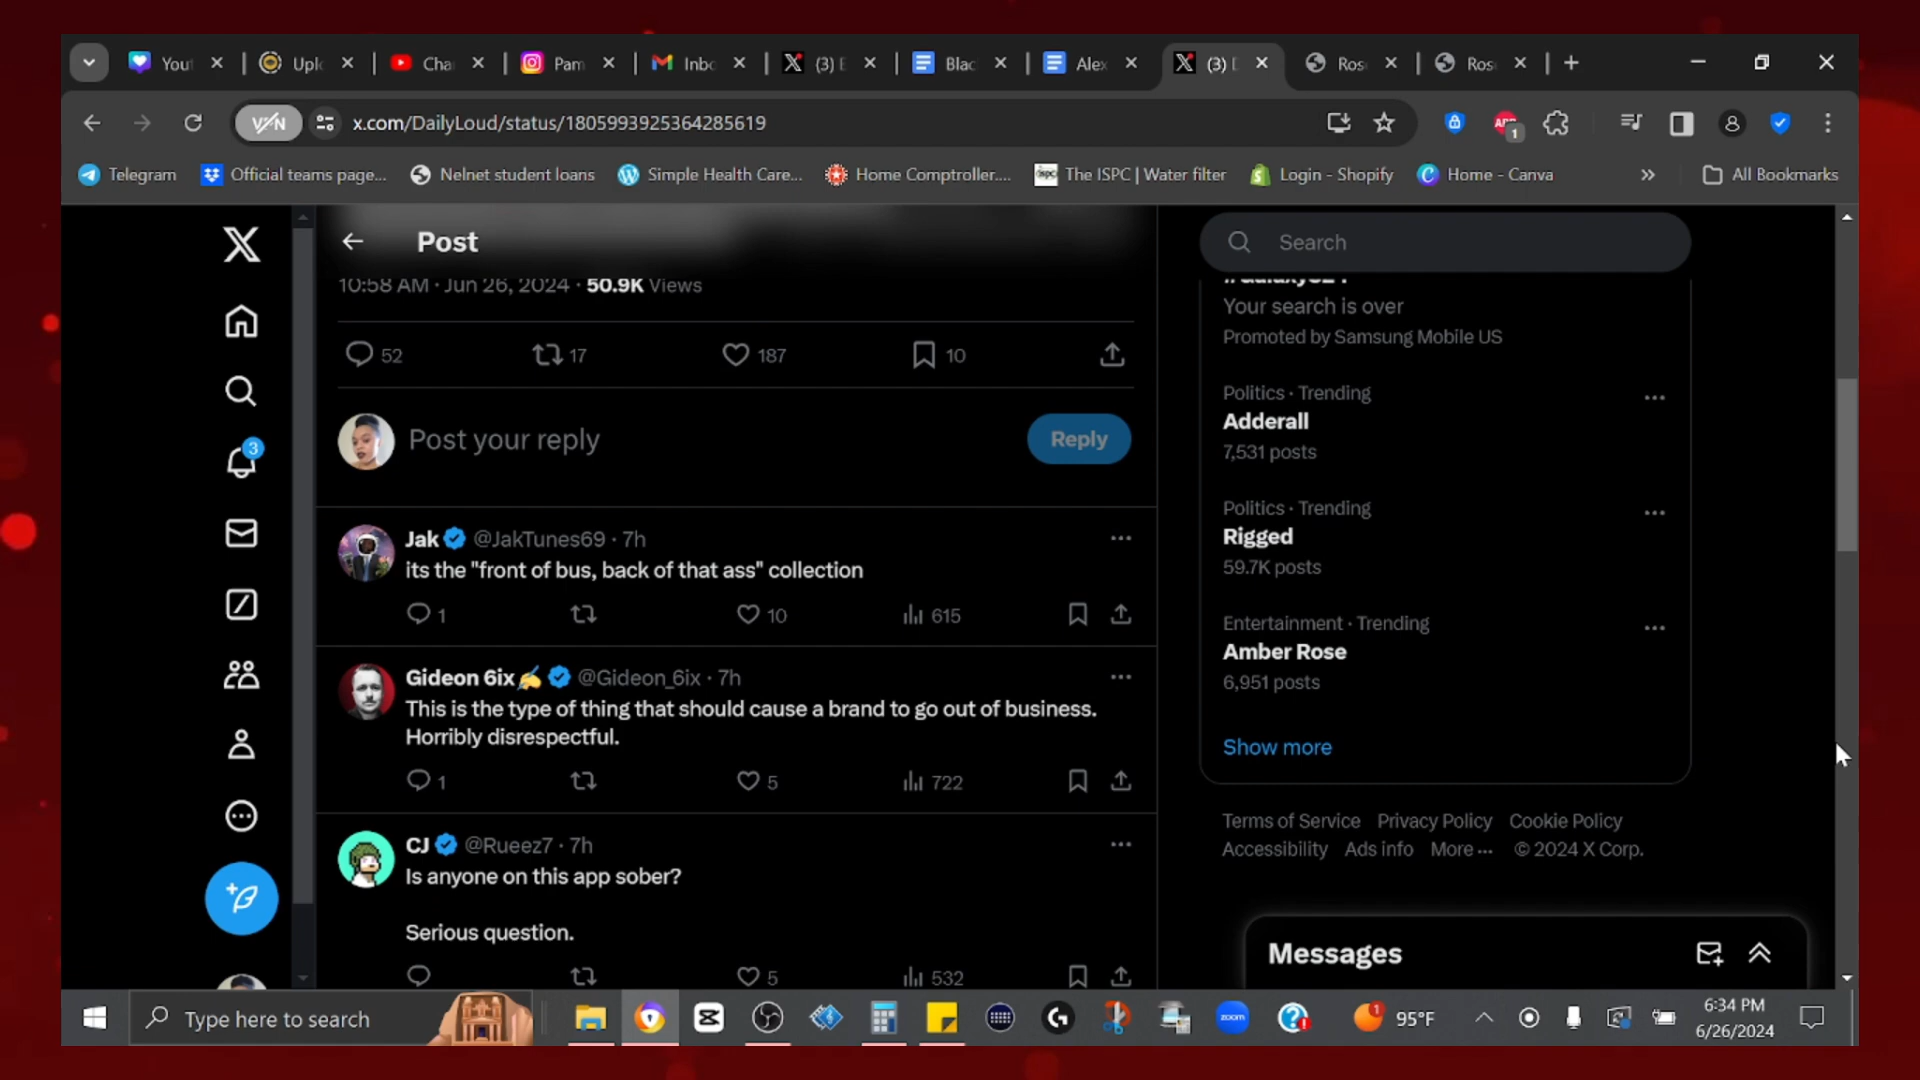 You
Uplo
Cha
Pam
Inbo
(3) E
Blac
Alex
(3) D
Ros
Ros
VPN
x.com/DailyLoud/status/1805993925364285619
1
Telegram
Official teams page...
Nelnet student loans
Simple Health Care...
Home Comptroller....
The ISPC | Water filter
Login - Shopify
Home - Canva
All Bookmarks
Post
10:58 AM · Jun 26, 2024 · 50.9K Views
52
17
187
10
Post your reply
Reply
Jak @JakTunes69 · 7h
its the "front of bus, back of that ass" collection
1
10
615
Gideon 6ix✍ @Gideon_6ix · 7h
This is the type of thing that should cause a brand to go out of business.
Horribly disrespectful.
1
5
722
CJ @Rueez7 · 7h
Is anyone on this app sober?
Serious question.
5
532
3
Search
Your search is over
Promoted by Samsung Mobile US
Politics · Trending
Adderall
7,531 posts
Politics · Trending
Rigged
59.7K posts
Entertainment · Trending
Amber Rose
6,951 posts
Show more
Terms of Service Privacy Policy Cookie Policy
Accessibility Ads info More ··· © 2024 X Corp.
Messages
Type here to search
zoom
1
95°F
6:34 PM
6/26/2024